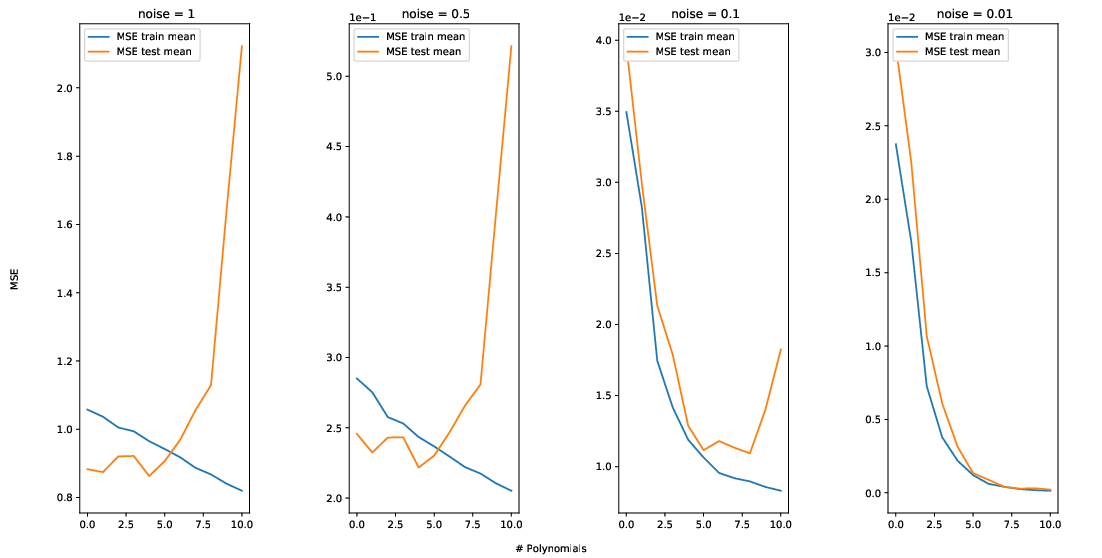 noise = 1
MSE train mean
MSE test mean
2.0
1.8
1.6
1.4
1.2
1.0
0.8
0.0 2.5 5.0 7.5 10.0
MSE
1e−1
noise = 0.5
MSE train mean
MSE test mean
5.0
4.5
4.0
3.5
3.0
2.5
2.0
0.0 2.5 5.0 7.5 10.0
1e−2
noise = 0.1
MSE train mean
MSE test mean
4.0
3.5
3.0
2.5
2.0
1.5
1.0
0.0 2.5 5.0 7.5 10.0
1e−2
noise = 0.01
MSE train mean
MSE test mean
3.0
2.5
2.0
1.5
1.0
0.5
0.0
0.0 2.5 5.0 7.5 10.0
# Polynomials